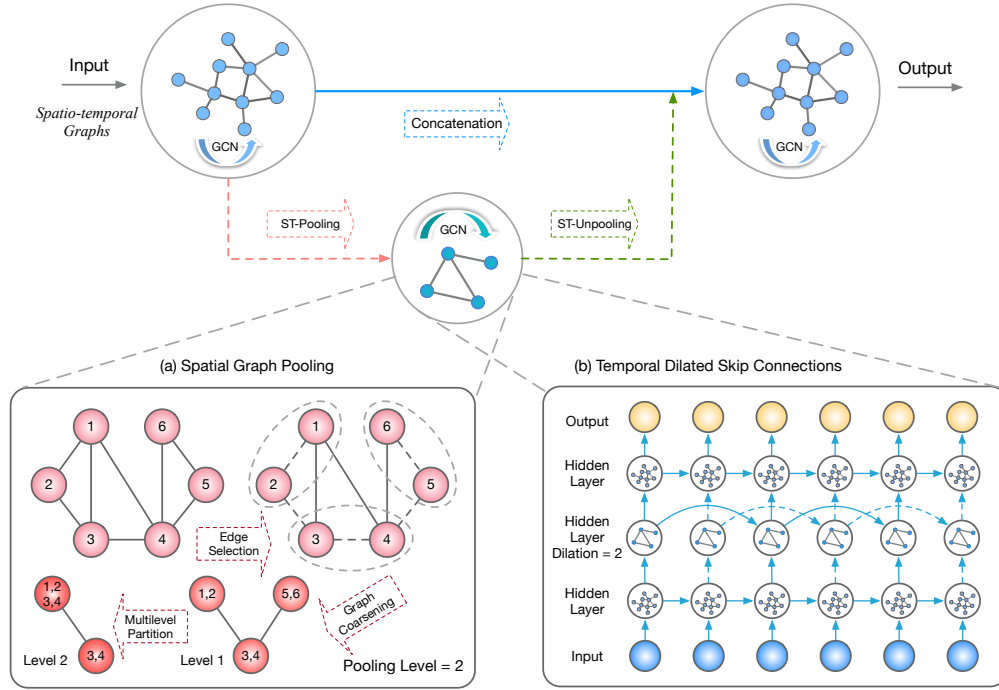 Input
Spatio-temporal
Graphs
GCN
Concatenation
GCN
Output
ST-Pooling
GCN
ST-Unpooling
(a) Spatial Graph Pooling
1
6
2
5
3
4
Edge
Selection
1
6
2
5
3
4
1,2
3,4
3,4
Level 2
Multilevel
Partition
1,2
5,6
3,4
Level 1
Graph
Coarsening
Pooling Level = 2
(b) Temporal Dilated Skip Connections
Output
Hidden
Layer
Hidden
Layer
Dilation = 2
Hidden
Layer
Input